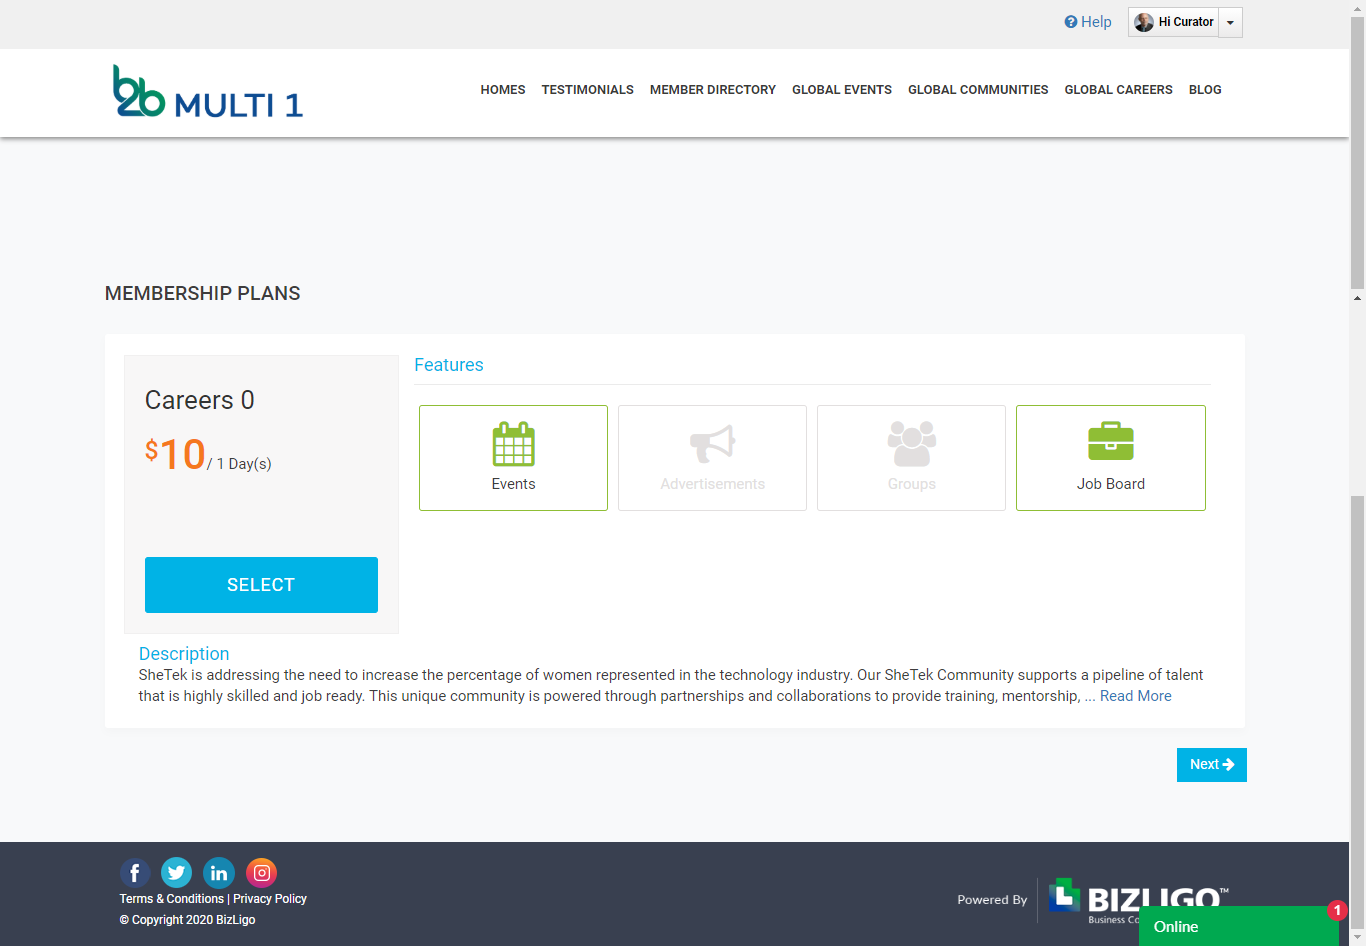 Help
Hi Curator
b2b MULTI 1
HOMES TESTIMONIALS MEMBER DIRECTORY GLOBAL EVENTS GLOBAL COMMUNITIES GLOBAL CAREERS BLOG
MEMBERSHIP PLANS
Careers 0
$10/ 1 Day(s)
SELECT
Features
Events
Advertisements
Groups
Job Board
Description
SheTek is addressing the need to increase the percentage of women represented in the technology industry. Our SheTek Community supports a pipeline of talent
that is highly skilled and job ready. This unique community is powered through partnerships and collaborations to provide training, mentorship, ... Read More
Next
Terms & Conditions | Privacy Policy
© Copyright 2020 BizLigo
Powered By
BIZLIGO™
Business Co
Online
1